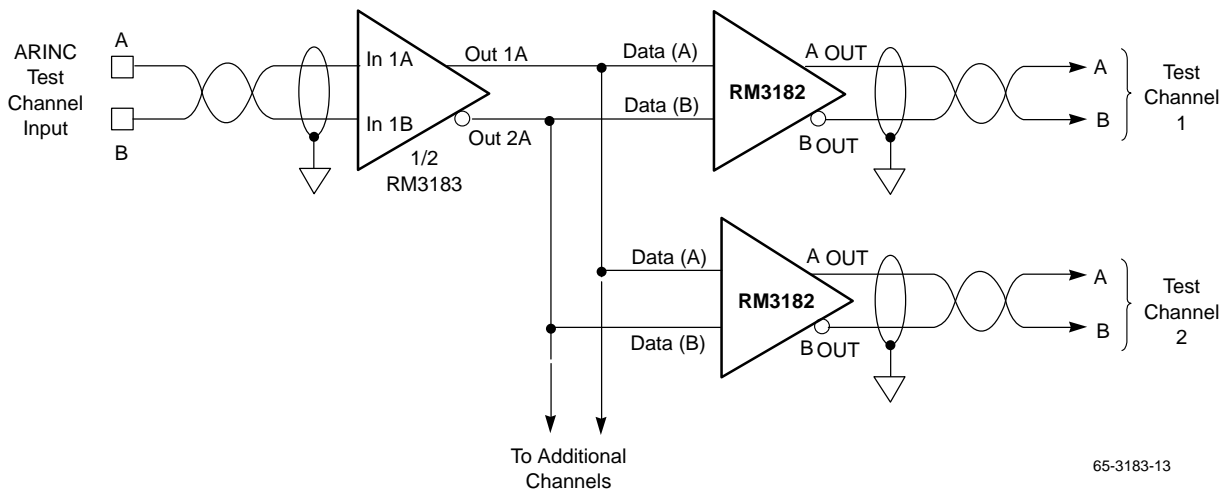 ARINC
Test
Channel
Input
A
B
In 1A
In 1B
1/2
RM3183
Out 1A
Out 2A
Data (A)
Data (B)
RM3182
A OUT
B OUT
A
B
Test
Channel
1
Data (A)
Data (B)
RM3182
A OUT
B OUT
A
B
Test
Channel
2
To Additional
Channels
65-3183-13